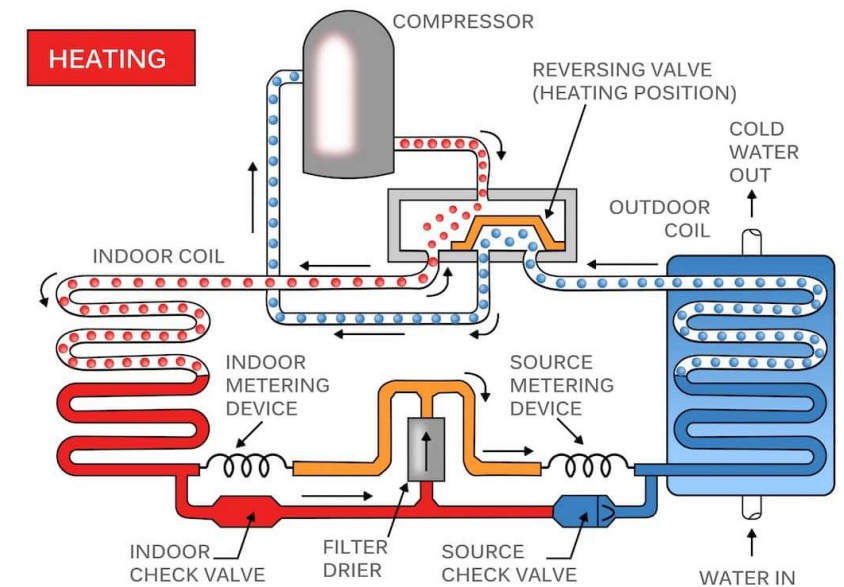 HEATING
COMPRESSOR
REVERSING VALVE
(HEATING POSITION)
COLD
WATER
OUT
OUTDOOR
COIL
INDOOR COIL
INDOOR
METERING
DEVICE
SOURCE
METERING
DEVICE
INDOOR
CHECK VALVE
FILTER
DRIER
SOURCE
CHECK VALVE
WATER IN